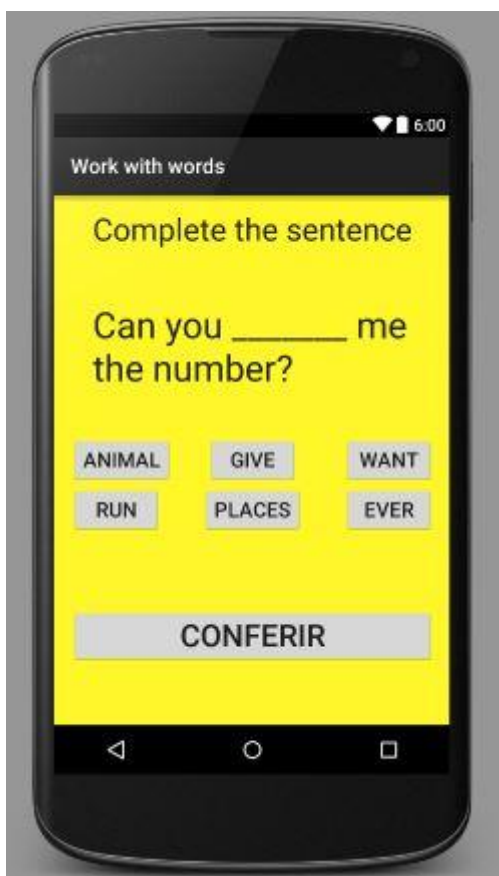 6:00
Work with words
Complete the sentence
Can you _______ me
the number?
ANIMAL GIVE WANT
RUN PLACES EVER
CONFERIR